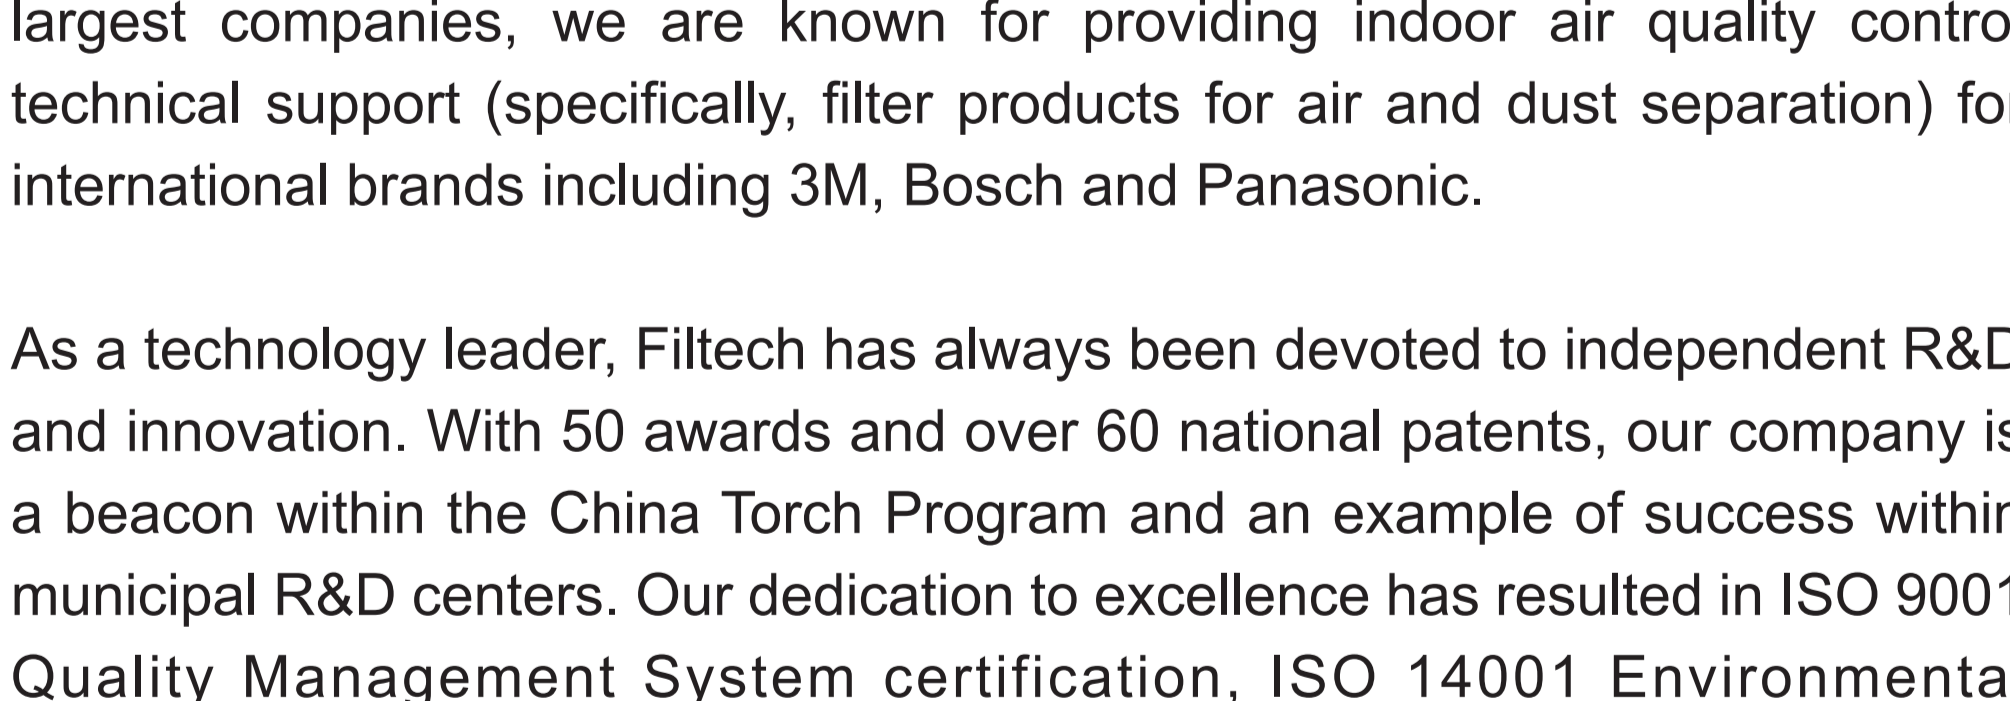 largest companies, we are known for providing indoor air quality contro
technical support (specifically, filter products for air and dust separation) for
international brands including 3M, Bosch and Panasonic.
As a technology leader, Filtech has always been devoted to independent R&D
and innovation. With 50 awards and over 60 national patents, our company is
a beacon within the China Torch Program and an example of success within
municipal R&D centers. Our dedication to excellence has resulted in ISO 9001
Quality Management System certification, ISO 14001 Environmenta